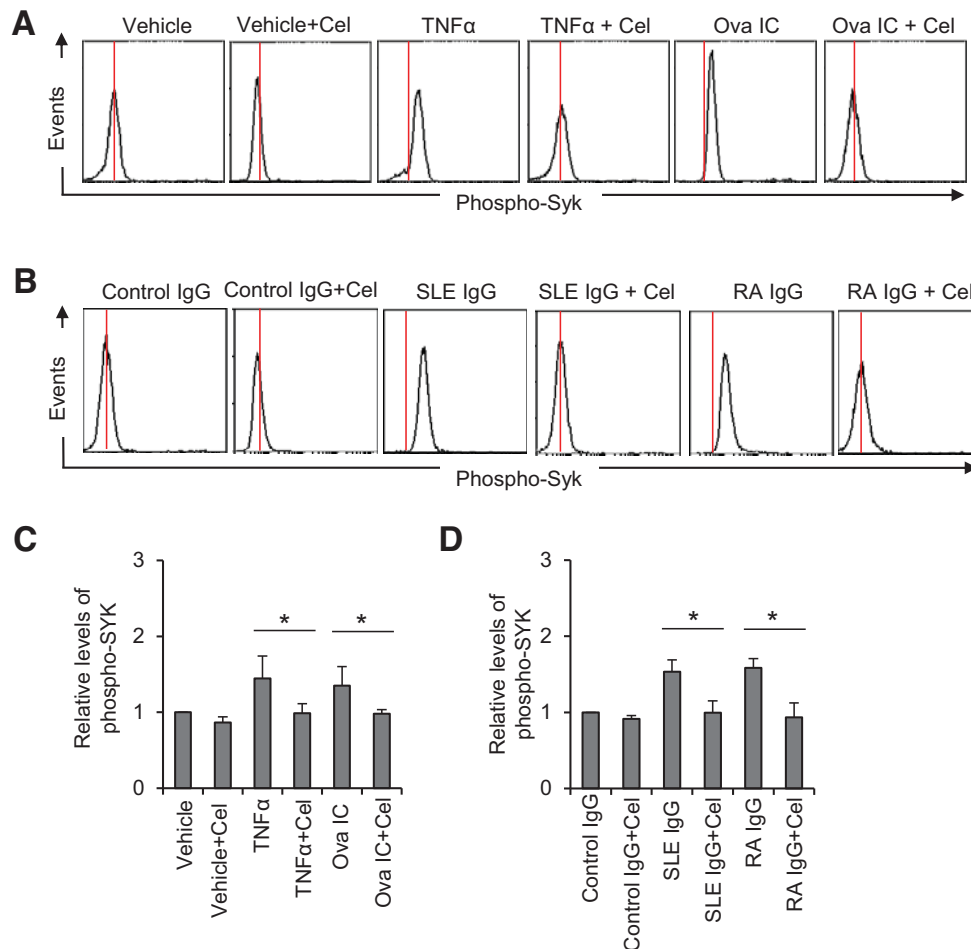 A
Vehicle
Vehicle+Cel
TNFα
TNFα + Cel
Ova IC
Ova IC + Cel
Events
Phospho-Syk
B
Control IgG
Control IgG+Cel
SLE IgG
SLE IgG + Cel
RA IgG
RA IgG + Cel
Events
Phospho-Syk
C
Relative levels of
phospho-SYK
3
2
1
0
*
*
Vehicle
Vehicle+Cel
TNFα
TNFα+Cel
Ova IC
Ova IC+Cel
D
Relative levels of
phospho-SYK
3
2
1
0
*
*
Control IgG
Control IgG+Cel
SLE IgG
SLE IgG+Cel
RA IgG
RA IgG+Cel